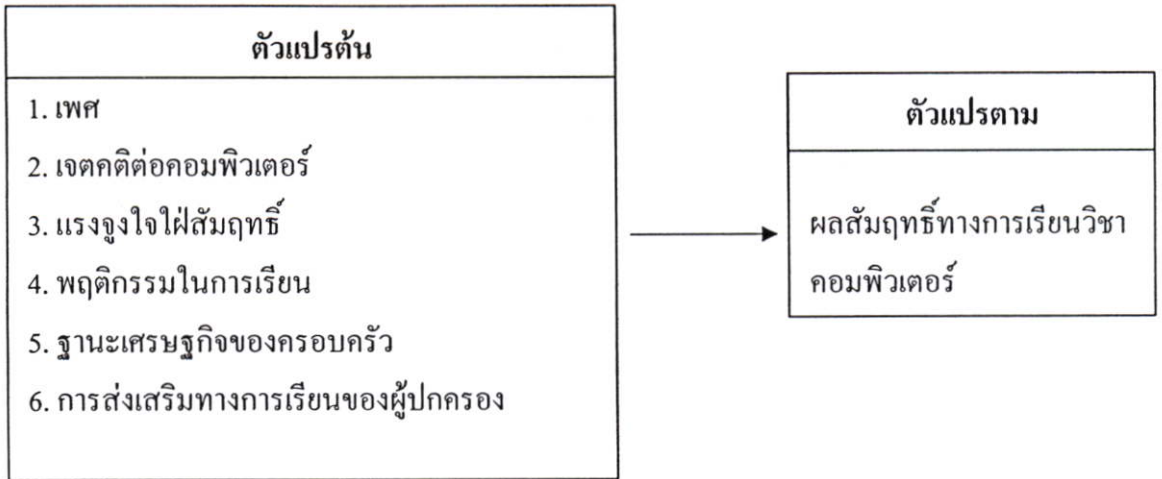 ตัวแปรต้น
1. เพศ
2. เจตคติต่อคอมพิวเตอร์
3. แรงจูงใจใฝ่สัมฤทธิ์
4. พฤติกรรมในการเรียน
5. ฐานะเศรษฐกิจของครอบครัว
6. การส่งเสริมทางการเรียนของผู้ปกครอง
ตัวแปรตาม
ผลสัมฤทธิ์ทางการเรียนวิชา
คอมพิวเตอร์